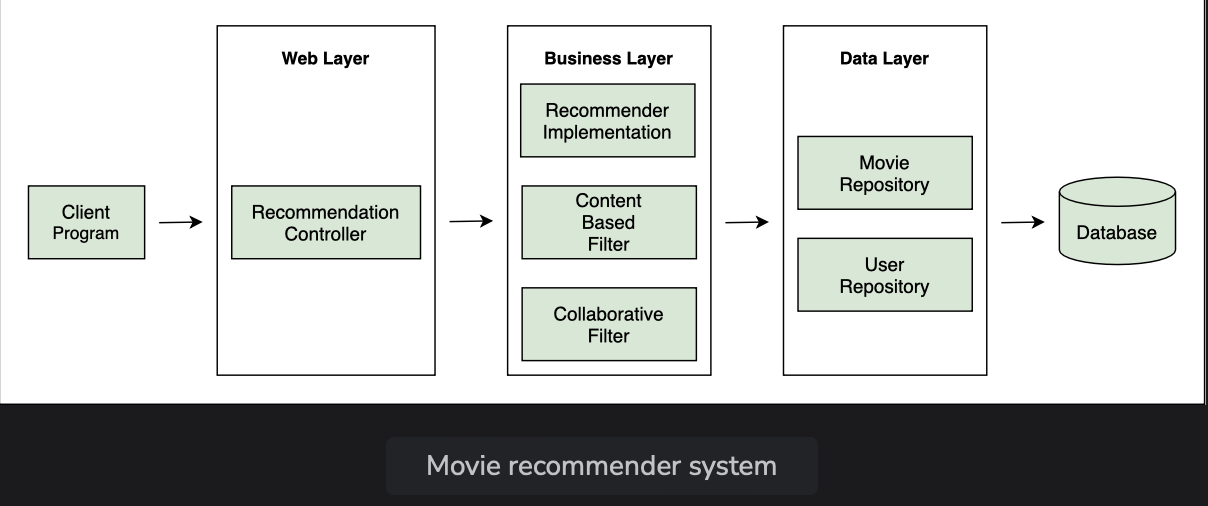 Client
Program
Web Layer
Recommendation
Controller
Business Layer
Recommender
Implementation
Content
Based
Filter
Collaborative
Filter
Data Layer
Movie
Repository
User
Repository
Database
Movie recommender system